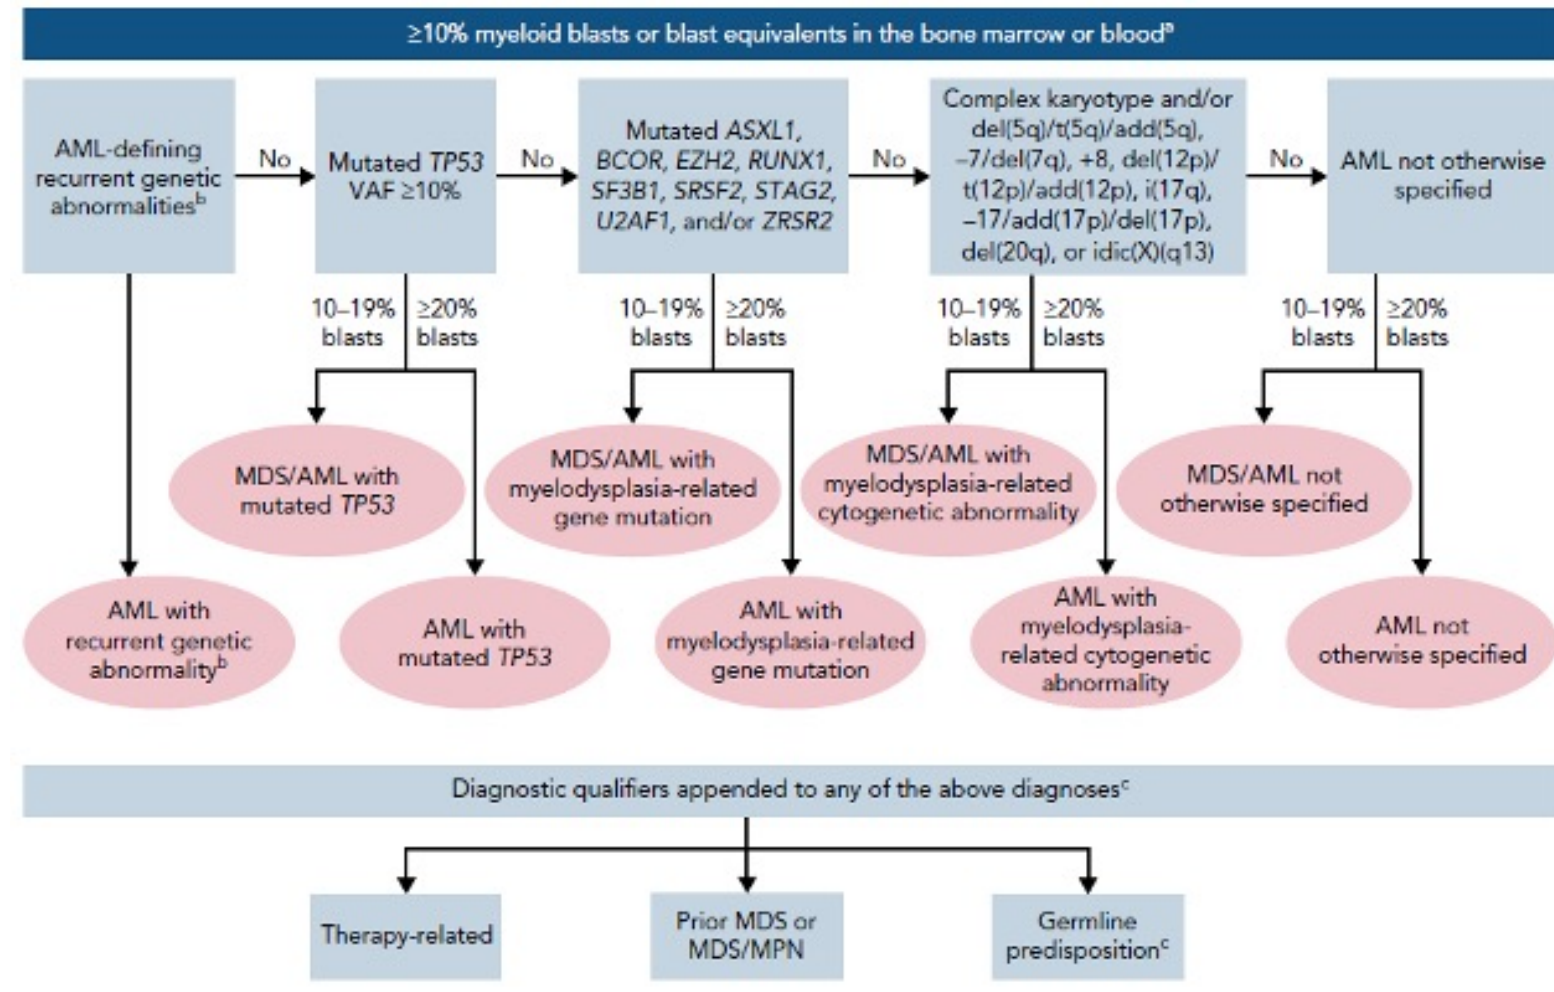 ≥10% myeloid blasts or blast equivalents in the bone marrow or bloodᵃ
AML-defining
recurrent genetic
abnormalitiesᵇ
No
Mutated TP53
VAF ≥10%
No
Mutated ASXL1,
BCOR, EZH2, RUNX1,
SF3B1, SRSF2, STAG2,
U2AF1, and/or ZRSR2
No
Complex karyotype and/or
del(5q)/t(5q)/add(5q),
–7/del(7q), +8, del(12p)/
t(12p)/add(12p), i(17q),
–17/add(17p)/del(17p),
del(20q), or idic(X)(q13)
No
AML not otherwise
specified
10–19%
blasts
≥20%
blasts
10–19%
blasts
≥20%
blasts
10–19%
blasts
≥20%
blasts
10–19%
blasts
≥20%
blasts
MDS/AML with
mutated TP53
MDS/AML with
myelodysplasia-related
gene mutation
MDS/AML with
myelodysplasia-related
cytogenetic abnormality
MDS/AML not
otherwise specified
AML with
recurrent genetic
abnormalityᵇ
AML with
mutated TP53
AML with
myelodysplasia-related
gene mutation
AML with
myelodysplasia-
related cytogenetic
abnormality
AML not
otherwise specified
Diagnostic qualifiers appended to any of the above diagnosesᶜ
Therapy-related
Prior MDS or
MDS/MPN
Germline
predispositionᶜ